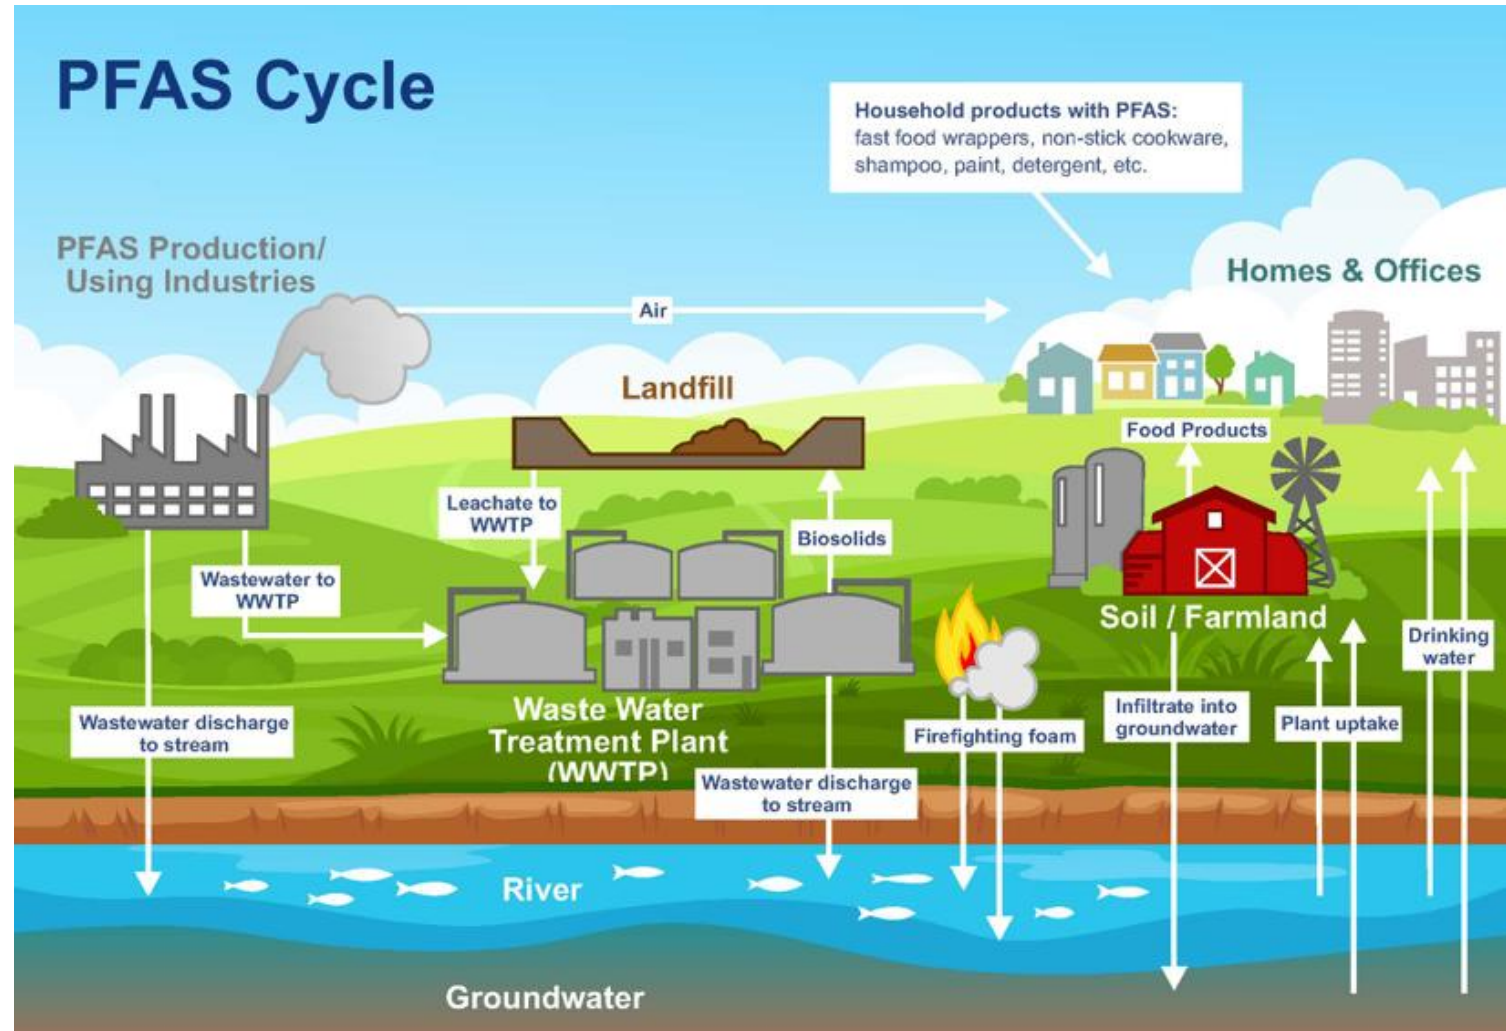 PFAS Cycle
Household products with PFAS:
fast food wrappers, non-stick cookware,
shampoo, paint, detergent, etc.
PFAS Production/
Using Industries
Homes & Offices
Air
Landfill
Food Products
Leachate to
WWTP
Biosolids
Wastewater to
WWTP
Soil / Farmland
Drinking
water
Waste Water
Treatment Plant
(WWTP)
Wastewater discharge
to stream
Firefighting foam
Infiltrate into
groundwater
Plant uptake
Wastewater discharge
to stream
River
Groundwater